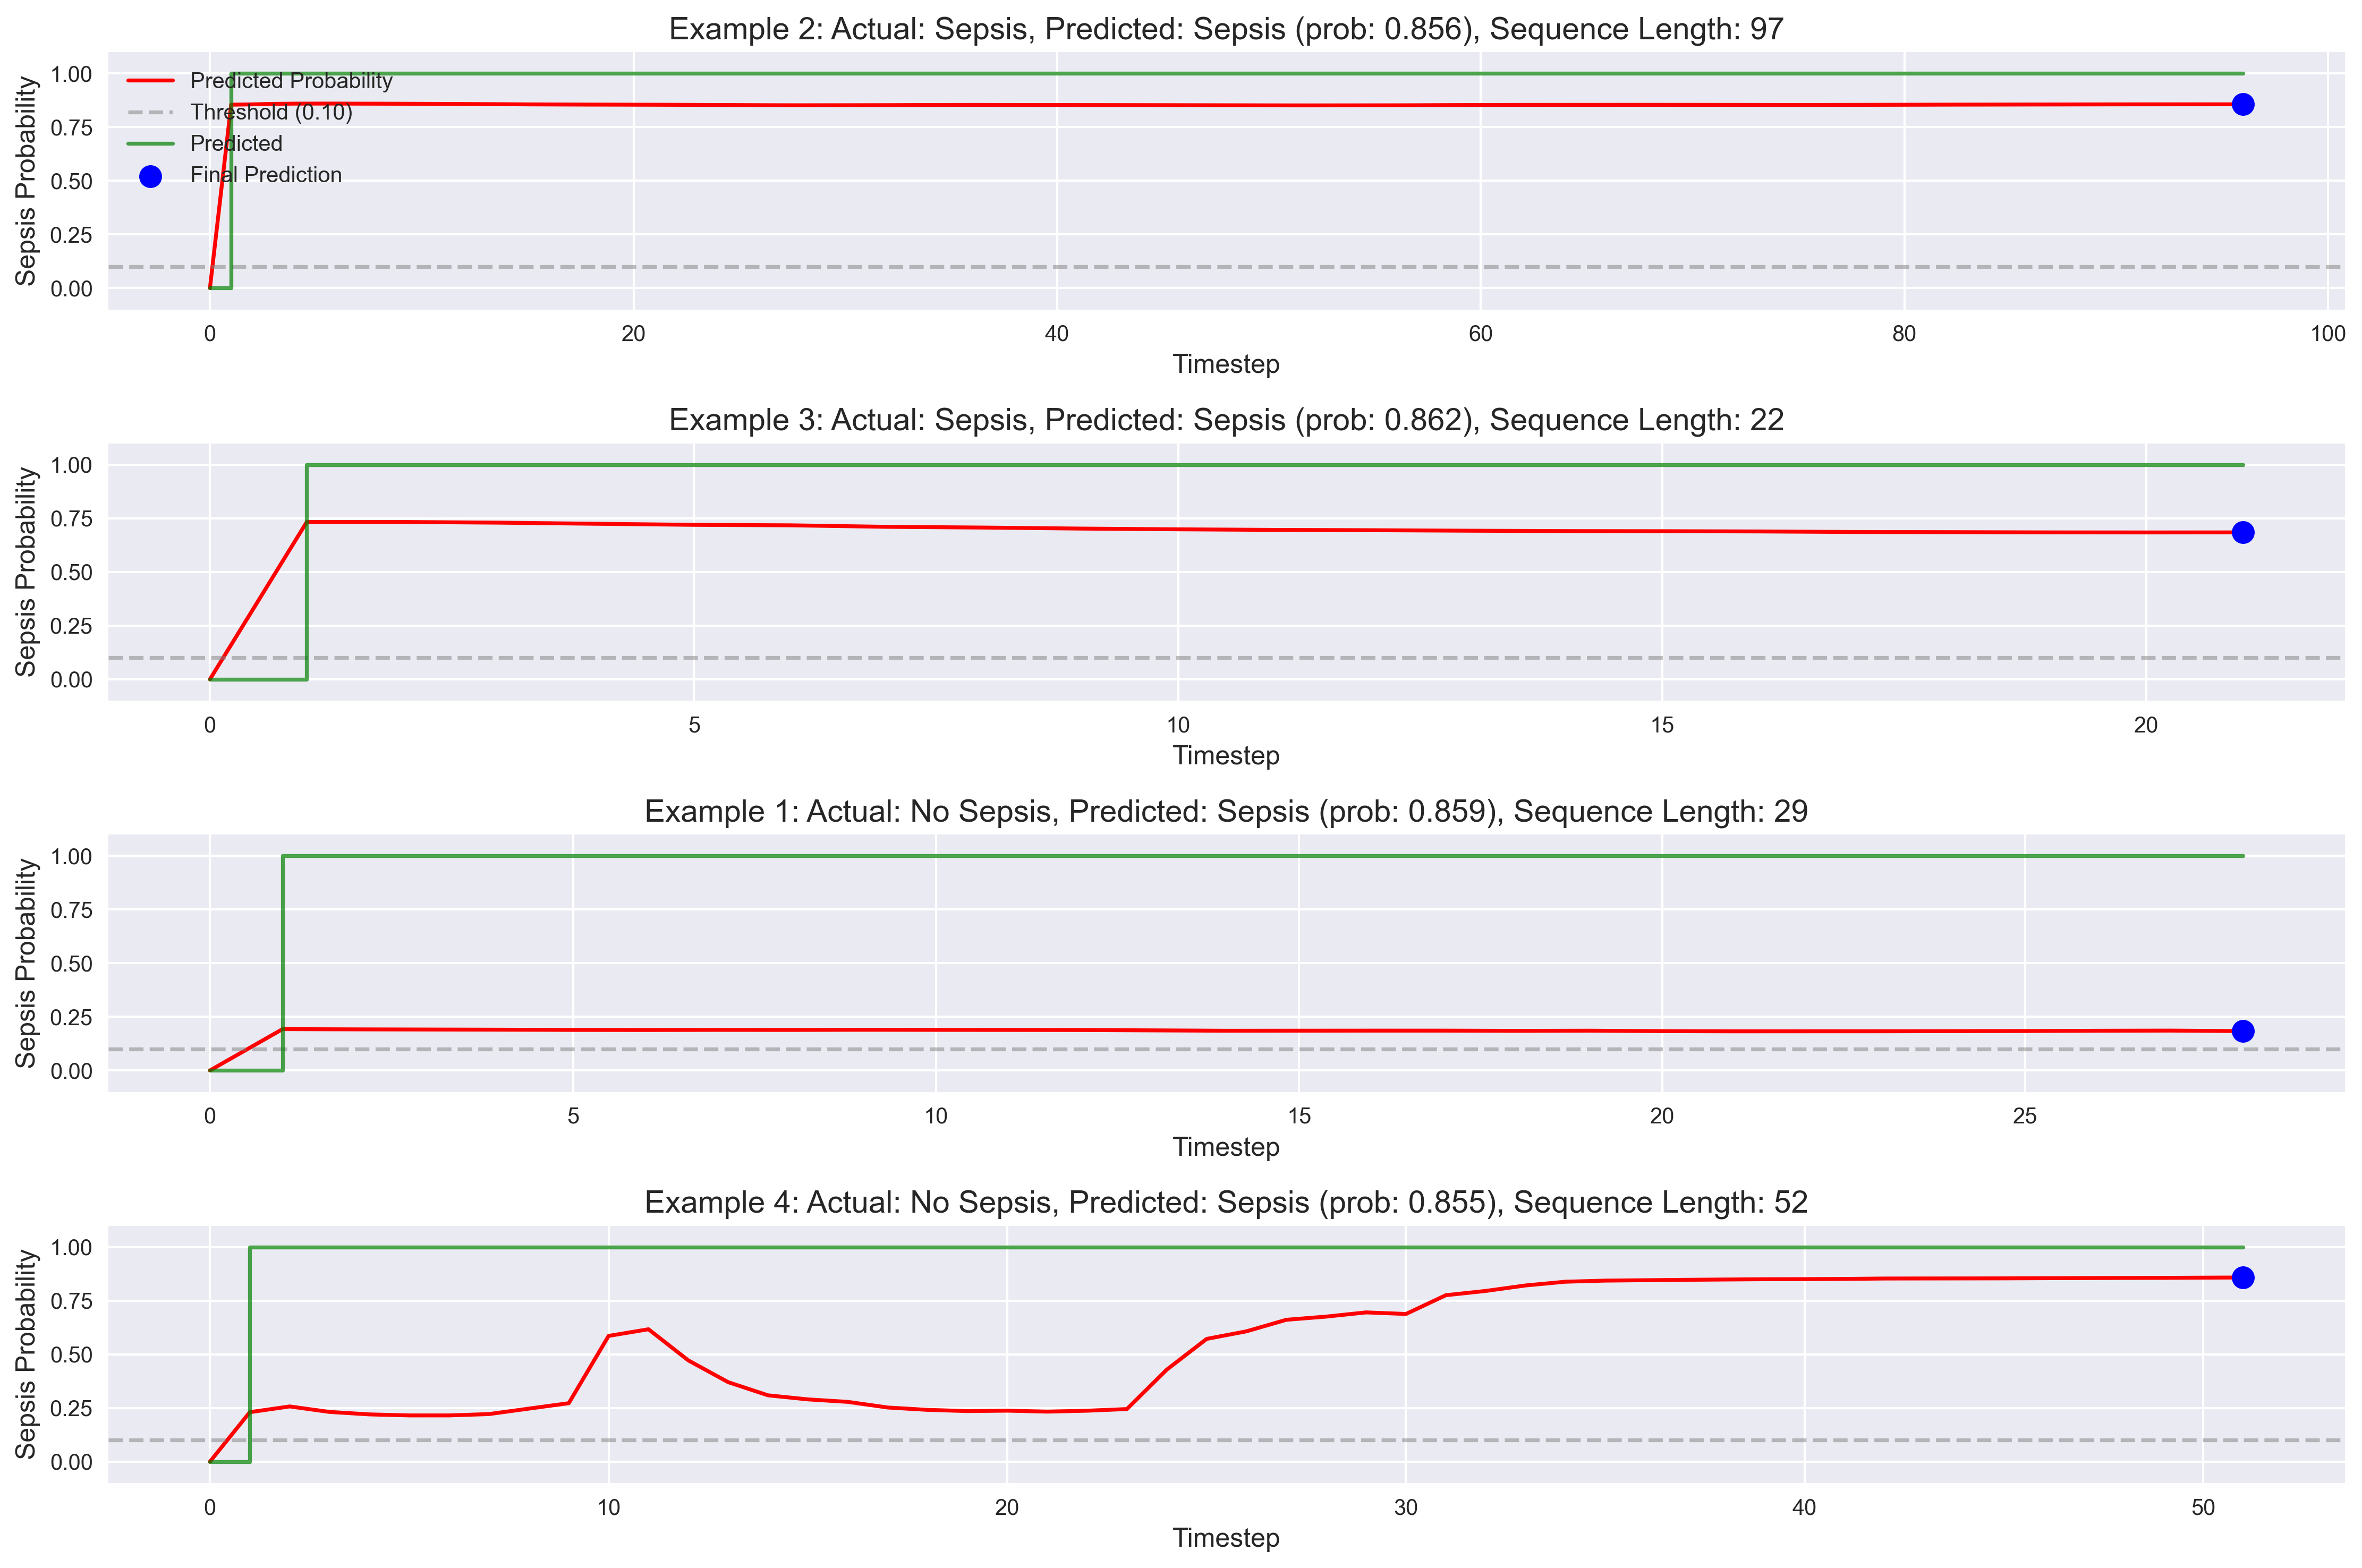 Example 2: Actual: Sepsis, Predicted: Sepsis (prob: 0.856), Sequence Length: 97
Sepsis Probability
1.00
0.75
0.50
0.25
0.00
Predicted Probability
Threshold (0.10)
Predicted
Final Prediction
0 20 40 60 80 100
Timestep
Example 3: Actual: Sepsis, Predicted: Sepsis (prob: 0.862), Sequence Length: 22
Sepsis Probability
1.00
0.75
0.50
0.25
0.00
0 5 10 15 20
Timestep
Example 1: Actual: No Sepsis, Predicted: Sepsis (prob: 0.859), Sequence Length: 29
Sepsis Probability
1.00
0.75
0.50
0.25
0.00
0 5 10 15 20 25
Timestep
Example 4: Actual: No Sepsis, Predicted: Sepsis (prob: 0.855), Sequence Length: 52
Sepsis Probability
1.00
0.75
0.50
0.25
0.00
0 10 20 30 40 50
Timestep